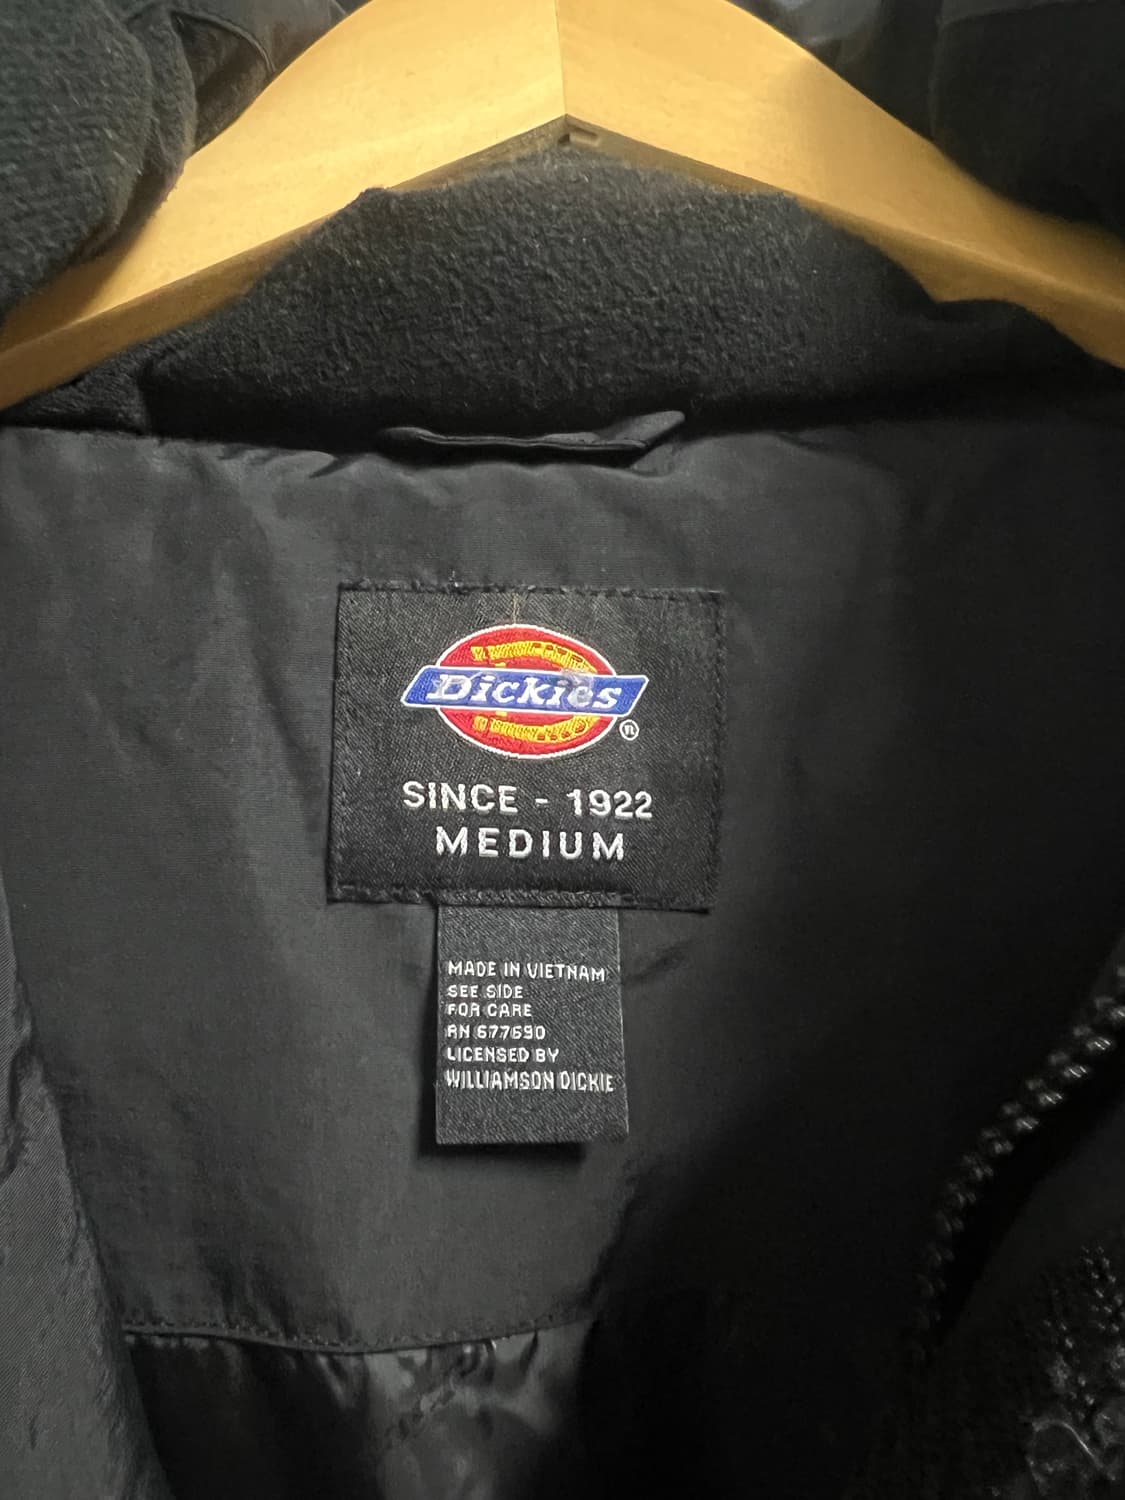 Dickies
®
SINCE - 1922
MEDIUM
MADE IN VIETNAM
SEE SIDE
FOR CARE
RN 677690
LICENSED BY
WILLIAMSON DICKIE